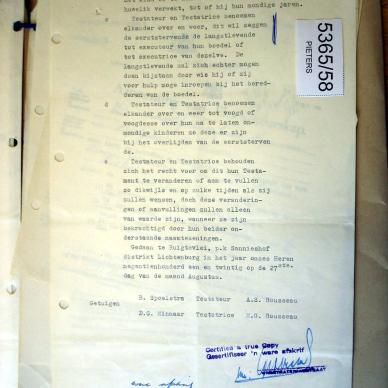 huwelik verwekt, tot of hij hun mondige jaren.
c Testateur en Testatrice benoemen
elkander over en weer, dit wil zeggen
de eerststervende de langstlevende
tot executeur van hun boedel of
tot executrice van dezelve. De
langstlevende zal zich echter mogen
doen bijstaan door wie hij of zij
voor hulp moge inroepen bij het bered-
deren van de boedel.
d Testateur en Testatrice benoemen
elkander over en weer tot voogd of
voogdesse over hun na te laten on-
mondige kinderen zo deze er zijn
bij het overlijden van de eerststerven
de.
e Testateur en Testatrice behouden
zich het recht voor om dit hun Testa-
ment te veranderen of aan te vullen
zo dikwijls en op zulke tijden als zij
zullen wensen, doch deze veranderin-
gen of aanvullingen zullen alleen
van waarde zijn, wanneer ze zijn
bekrachtigd door hun beider on-
derstaande naamtekeningen.
Gedaan te Ruigtevlei, p.k Sannieshof
district Lichtenburg in het jaar onzes Heren
negentienhonderd een en twintig op de 27ste.
dag van de maand Augustus.
Getuigen B. Spoelstra Testateur A.S. Rousseau
D.G. Minnaar Testatrice M.G. Rousseau
5365/58
PIETERS
Certified a true Copy
Gesertifiseer 'n ware afskrif